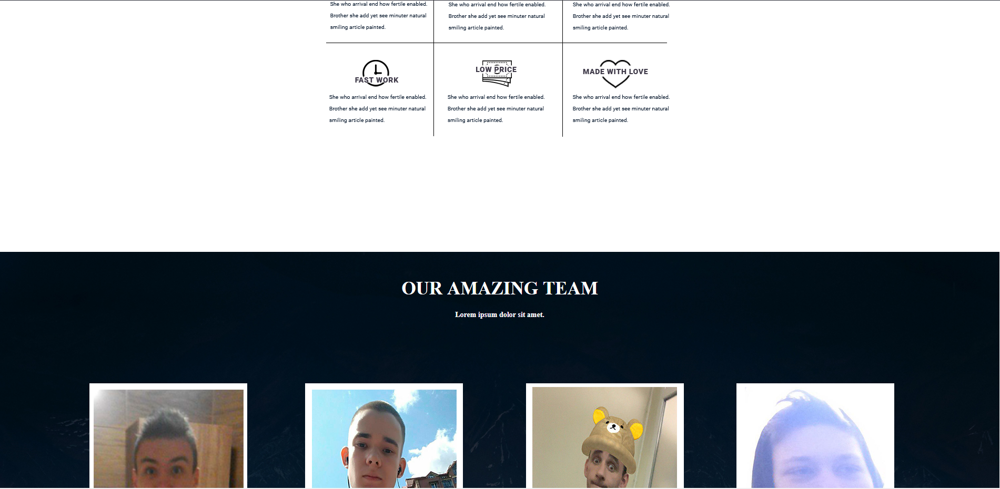 She who arrival end how fertile enabled.
Brother she add yet see minuter natural
smiling article painted.
She who arrival end how fertile enabled.
Brother she add yet see minuter natural
smiling article painted.
She who arrival end how fertile enabled.
Brother she add yet see minuter natural
smiling article painted.
FAST WORK
She who arrival end how fertile enabled.
Brother she add yet see minuter natural
smiling article painted.
LOW PRICE
She who arrival end how fertile enabled.
Brother she add yet see minuter natural
smiling article painted.
MADE WITH LOVE
She who arrival end how fertile enabled.
Brother she add yet see minuter natural
smiling article painted.
OUR AMAZING TEAM
Lorem ipsum dolor sit amet.